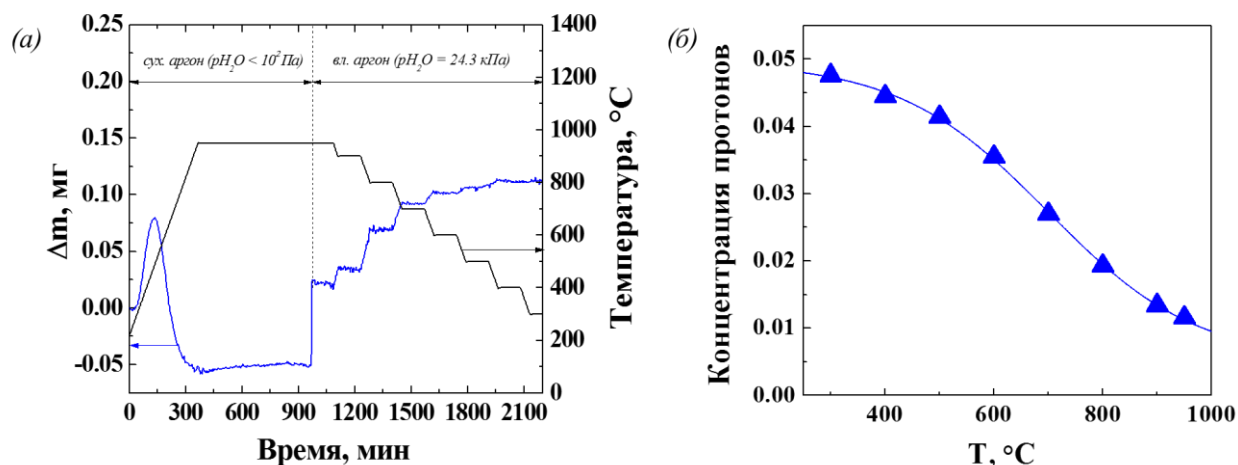 (а)
0.25
0.20
0.15
0.10
0.05
0.00
-0.05
Δm, мг
сух. аргон (pH2O < 10² Па)
вл. аргон (pH2O = 24.3 кПа)
1400
1200
1000
800
600
400
200
0
Температура, °C
0 300 600 900 1200 1500 1800 2100
Время, мин
(б)
0.05
0.04
0.03
0.02
0.01
0.00
Концентрация протонов
400 600 800 1000
T, °C